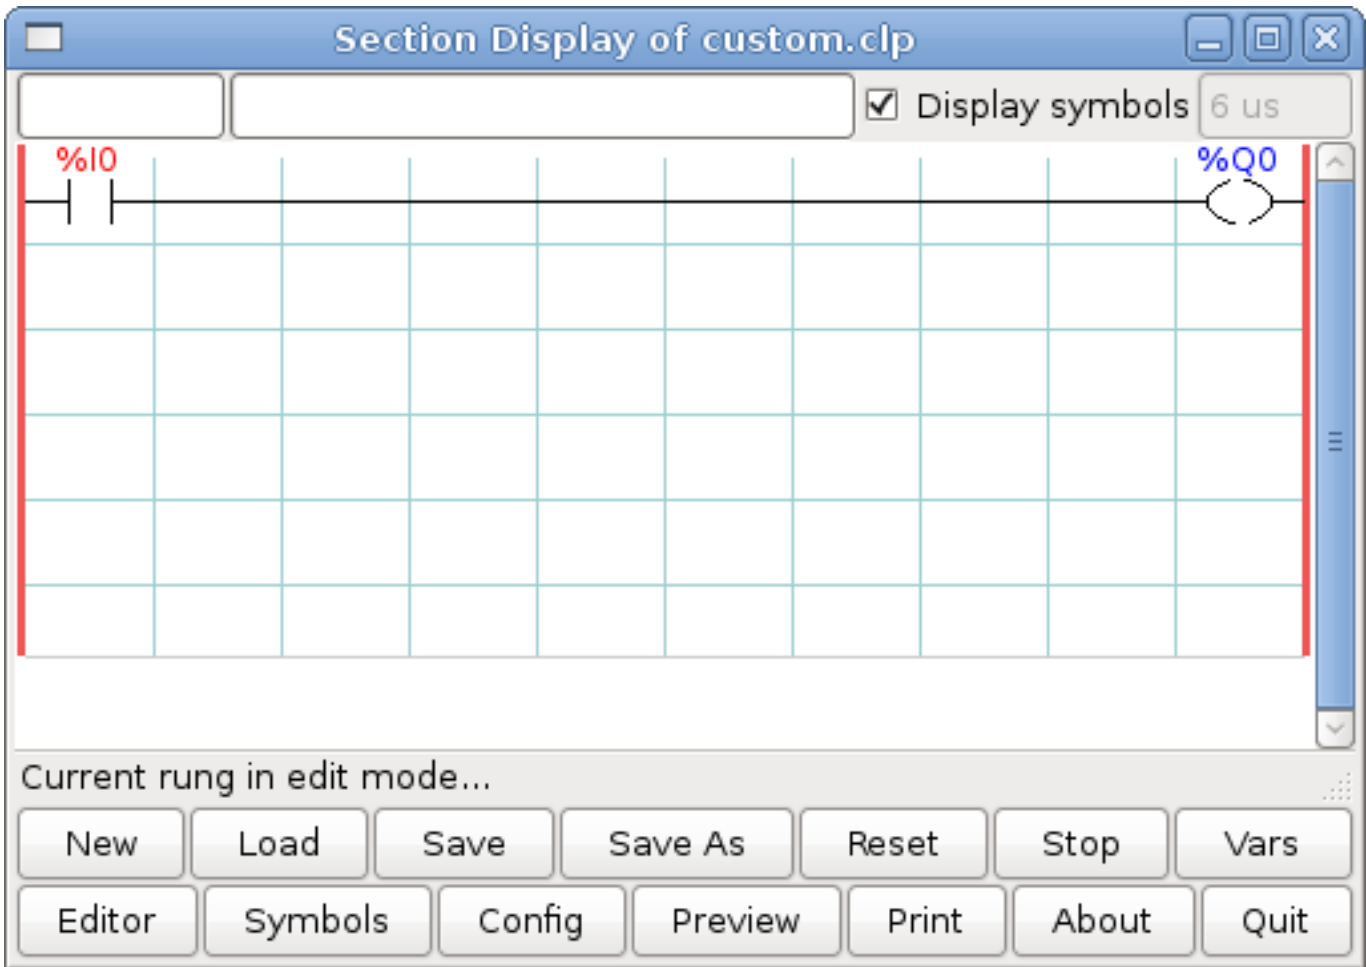 Section Display of custom.clp
Display symbols 6 us
%I0 %Q0
Current rung in edit mode...
New Load Save Save As Reset Stop Vars
Editor Symbols Config Preview Print About Quit